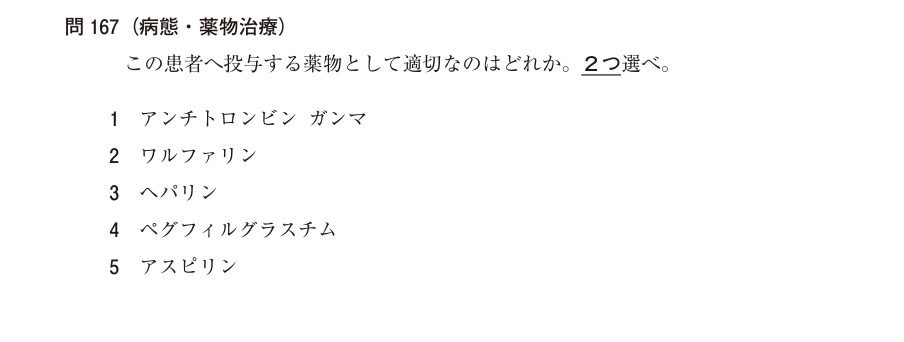 問 167（病態・薬物治療）
この患者へ投与する薬物として適切なのはどれか。２つ選べ。
1 アンチトロンビン ガンマ
2 ワルファリン
3 ヘパリン
4 ペグフィルグラスチム
5 アスピリン